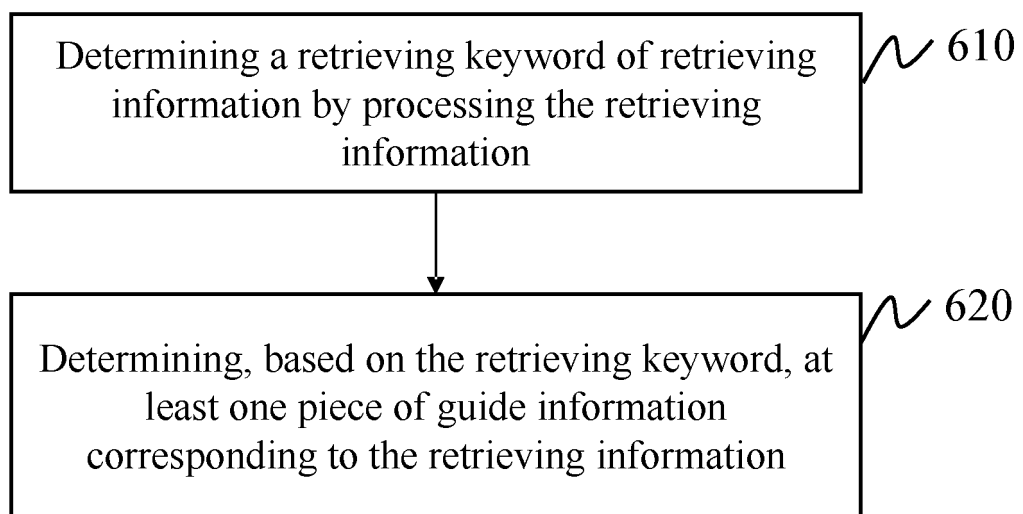 Determining a retrieving keyword of retrieving
information by processing the retrieving
information
610
Determining, based on the retrieving keyword, at
least one piece of guide information
corresponding to the retrieving information
620